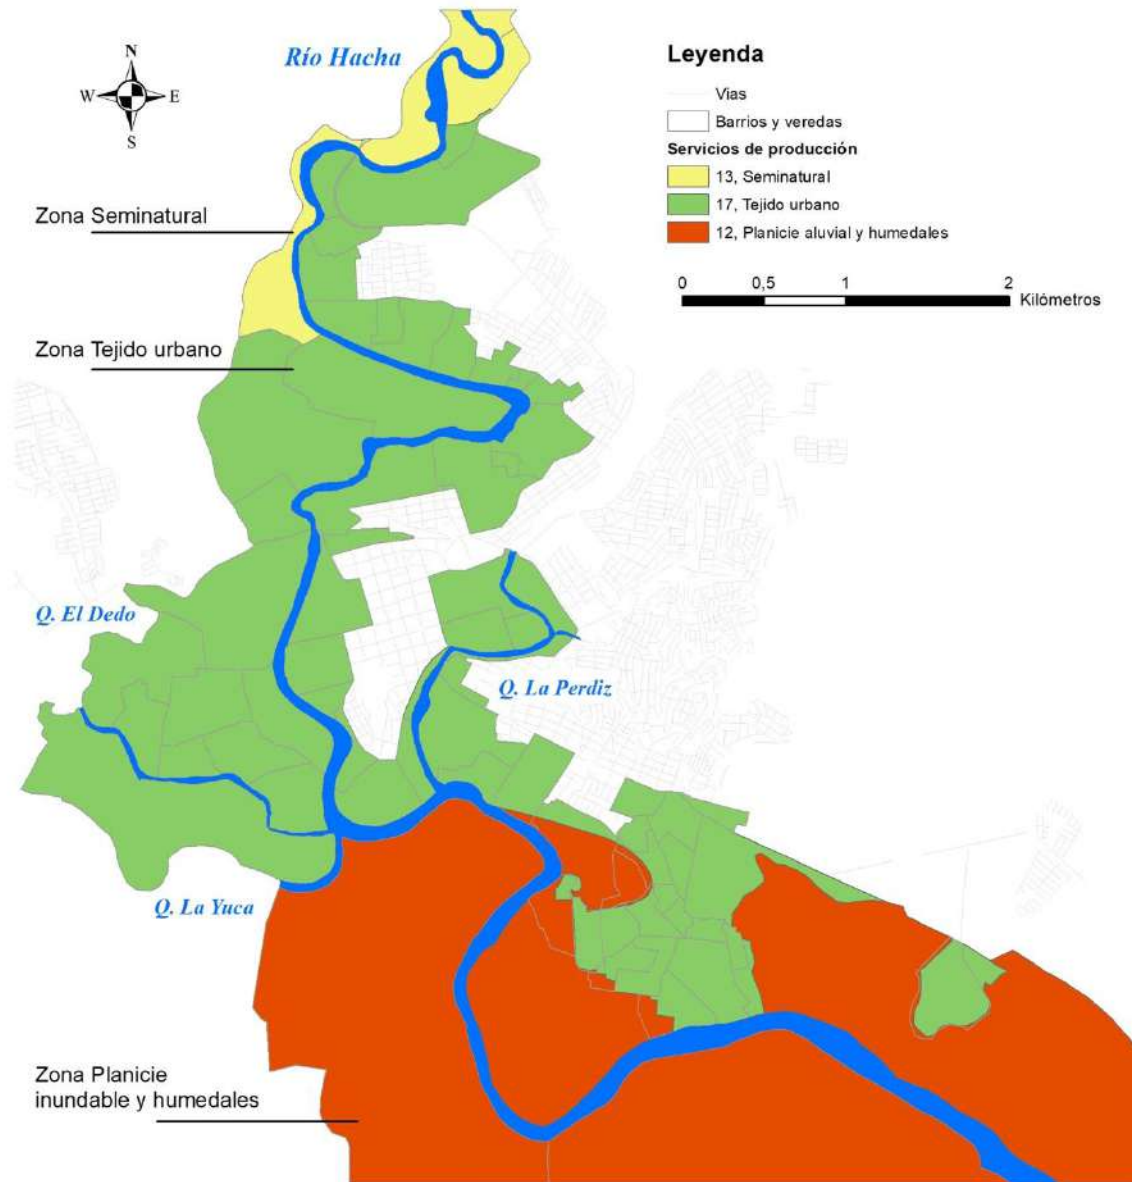 Río Hacha
N
W
E
S
Leyenda
Vias
Barrios y veredas
Servicios de producción
13, Seminatural
17, Tejido urbano
12, Planicie aluvial y humedales
0 0,5 1 2
Kilómetros
Zona Seminatural
Zona Tejido urbano
Q. El Dedo
Q. La Perdiz
Q. La Yuca
Zona Planicie
inundable y humedales